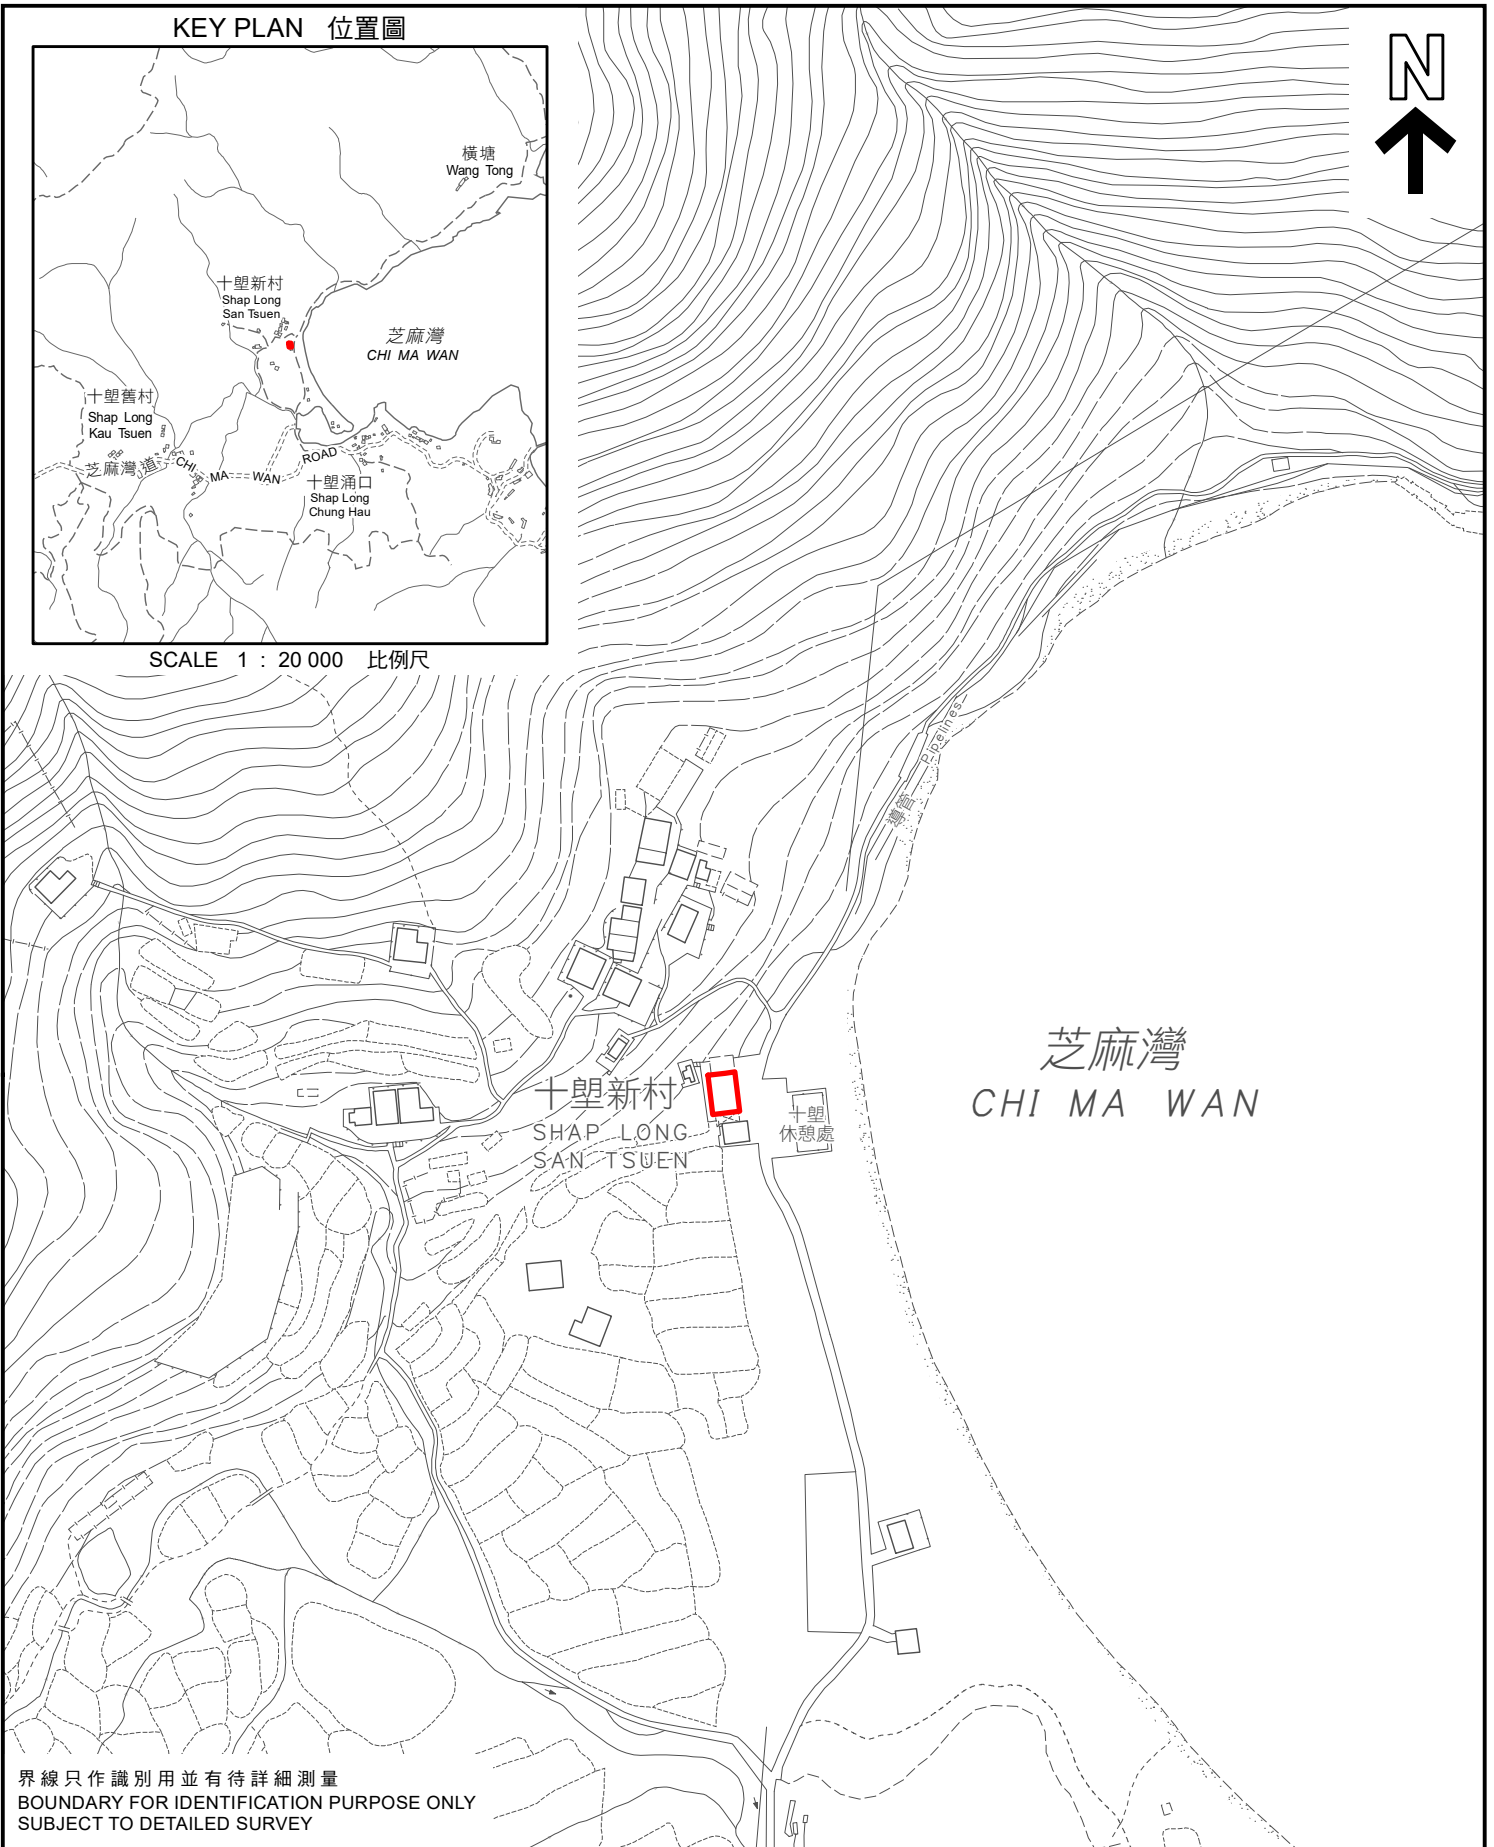 KEY PLAN 位置圖
N
橫塘
Wang Tong
十塱新村
Shap Long
San Tsuen
芝麻灣
CHI MA WAN
十塱舊村
Shap Long
Kau Tsuen
芝麻灣道 CHI MA WAN ROAD
十塱涌口
Shap Long
Chung Hau
SCALE 1 : 20 000 比例尺
導管 Pipelines
芝麻灣
CHI MA WAN
十塱新村
SHAP LONG
SAN TSUEN
十塱
休憩處
界線只作識別用並有待詳細測量
BOUNDARY FOR IDENTIFICATION PURPOSE ONLY
SUBJECT TO DETAILED SURVEY